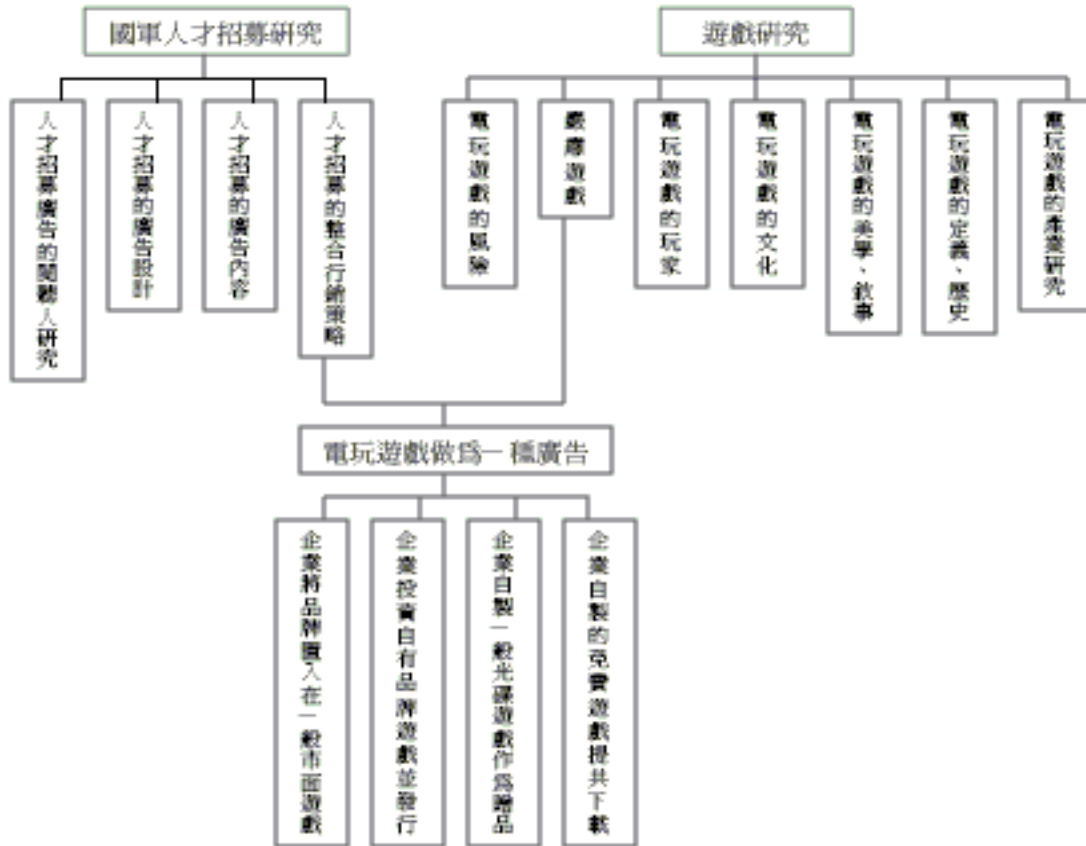 國軍人才招募研究
遊戲研究
人才招募廣告的閱聽人研究
人才招募的廣告設計
人才招募的廣告內容
人才招募的整合行銷策略
電玩遊戲的風險
嚴肅遊戲
電玩遊戲的玩家
電玩遊戲的文化
電玩遊戲的美學、敘事
電玩遊戲的定義、歷史
電玩遊戲的產業研究
電玩遊戲做為一種廣告
企業將品牌置入在一般市面遊戲
企業投資自有品牌遊戲並發行
企業自製一般光碟遊戲作為贈品
企業自製的免費遊戲提共下載